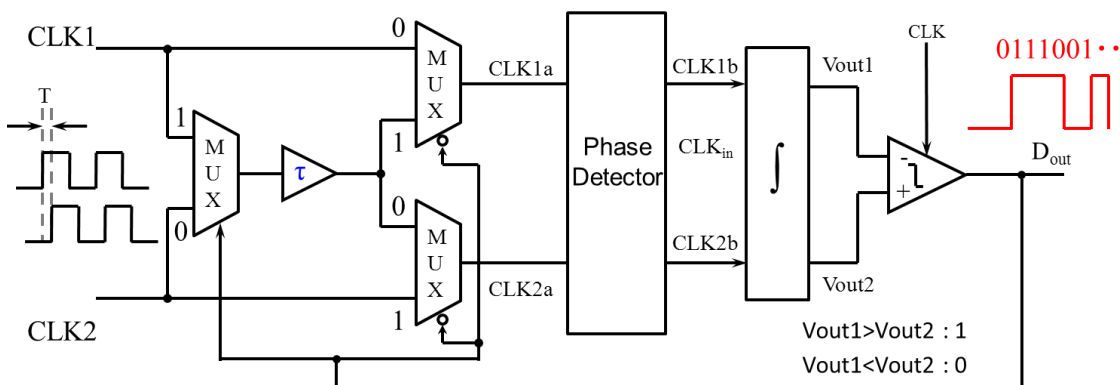 CLK1
0
M
U
X
1
CLK1a
T
1
M
U
X
0
τ
0
M
U
X
1
CLK2a
CLK2
Phase
Detector
CLK1b
CLKin
CLK2b
∫
Vout1
Vout2
CLK
-
+
0111001··
Dout
Vout1>Vout2 : 1
Vout1<Vout2 : 0